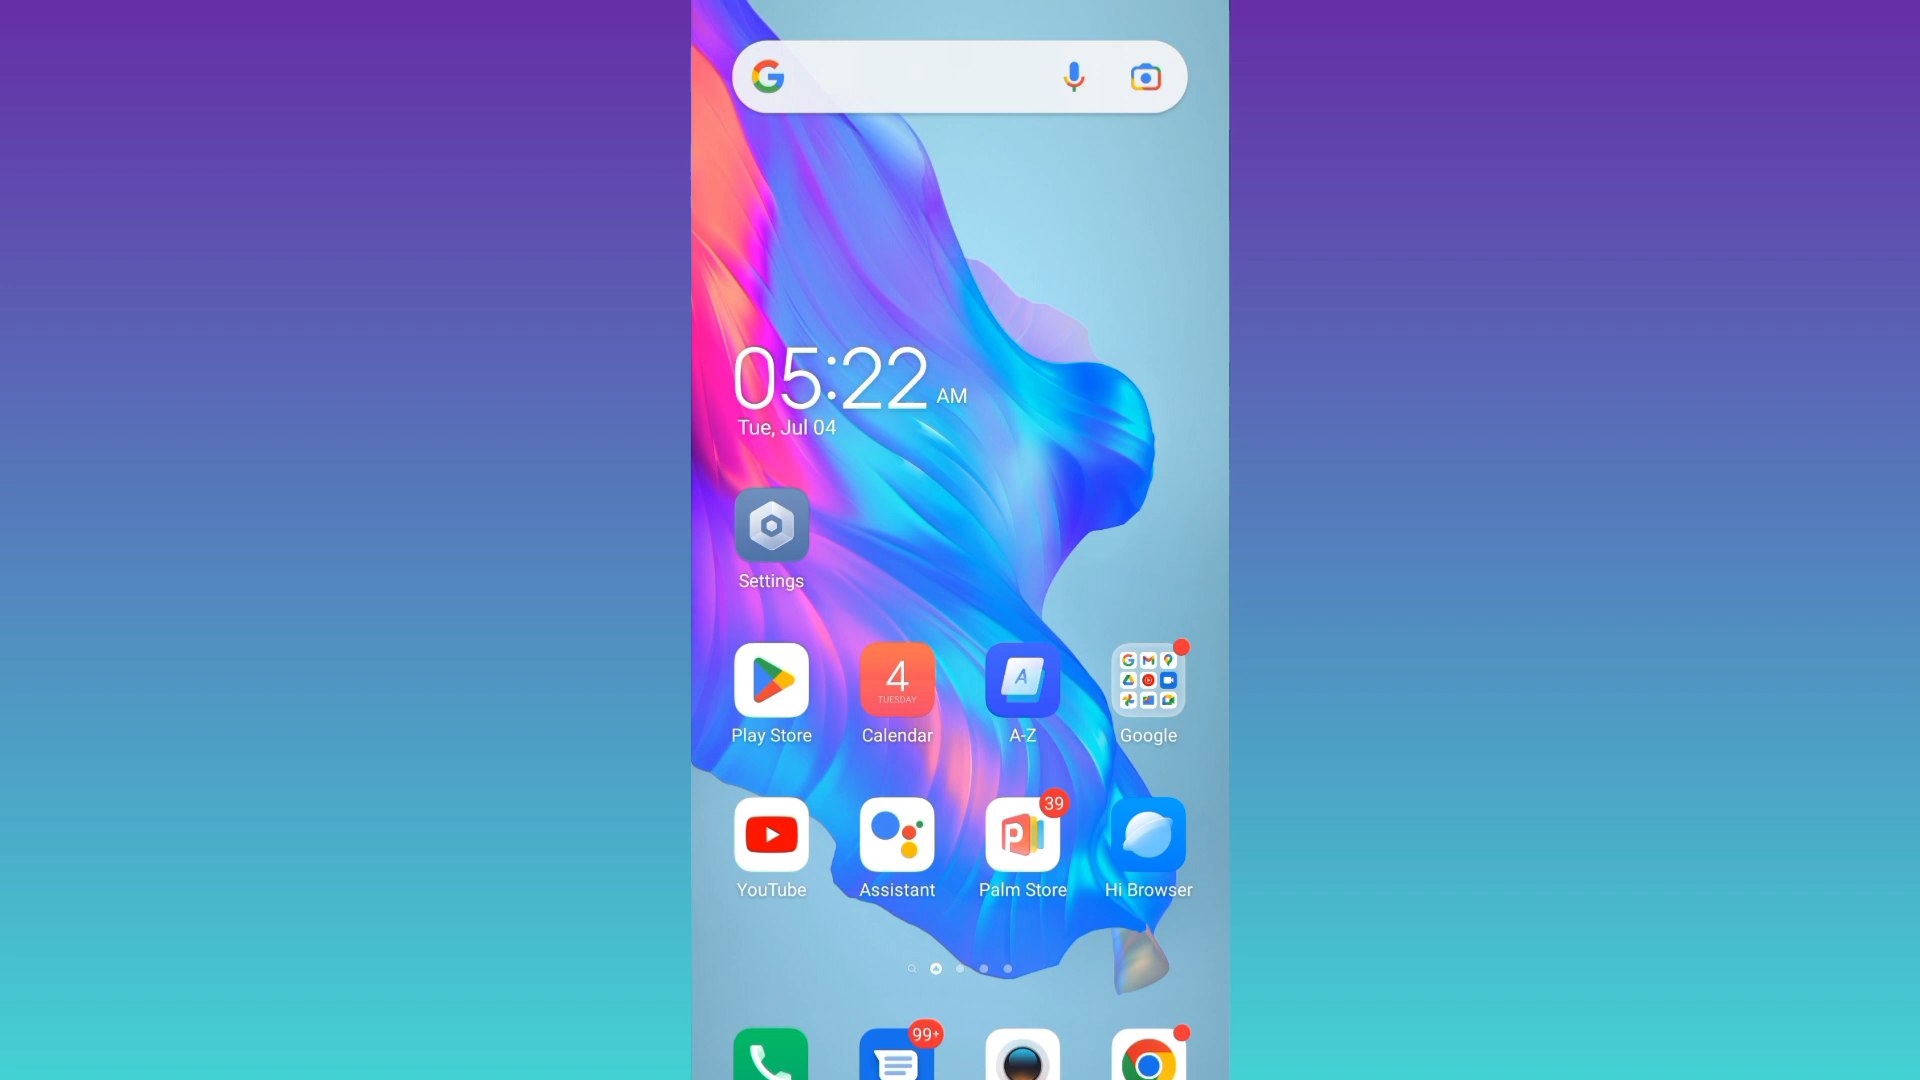 05:22 AM
Tue, Jul 04
Settings
4
TUESDAY
A
Play Store
Calendar
A-Z
Google
39
YouTube
Assistant
Palm Store
Hi Browser
99+